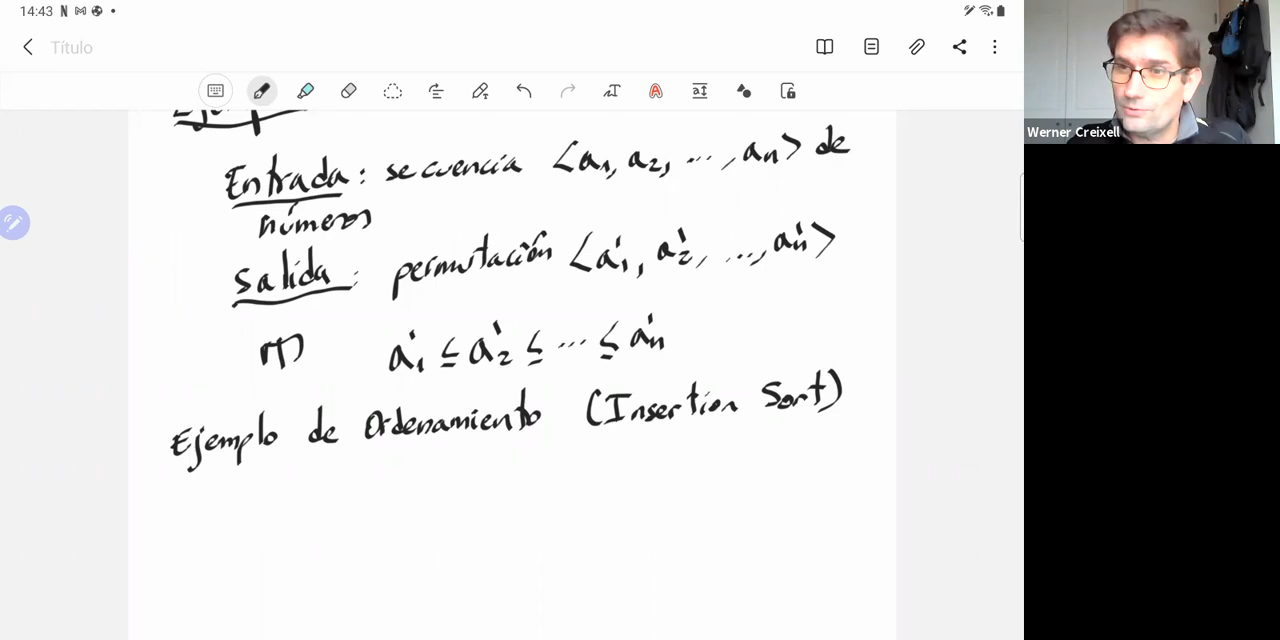 14:43
Título
Werner Creixell
Entrada: secuencia <a1, a2, ..., an> de
números
Salida: permutación <a'1, a'2, ..., a'n>
a'1 ≤ a'2 ≤ ... ≤ a'n
Ejemplo de Ordenamiento (Insertion Sort)